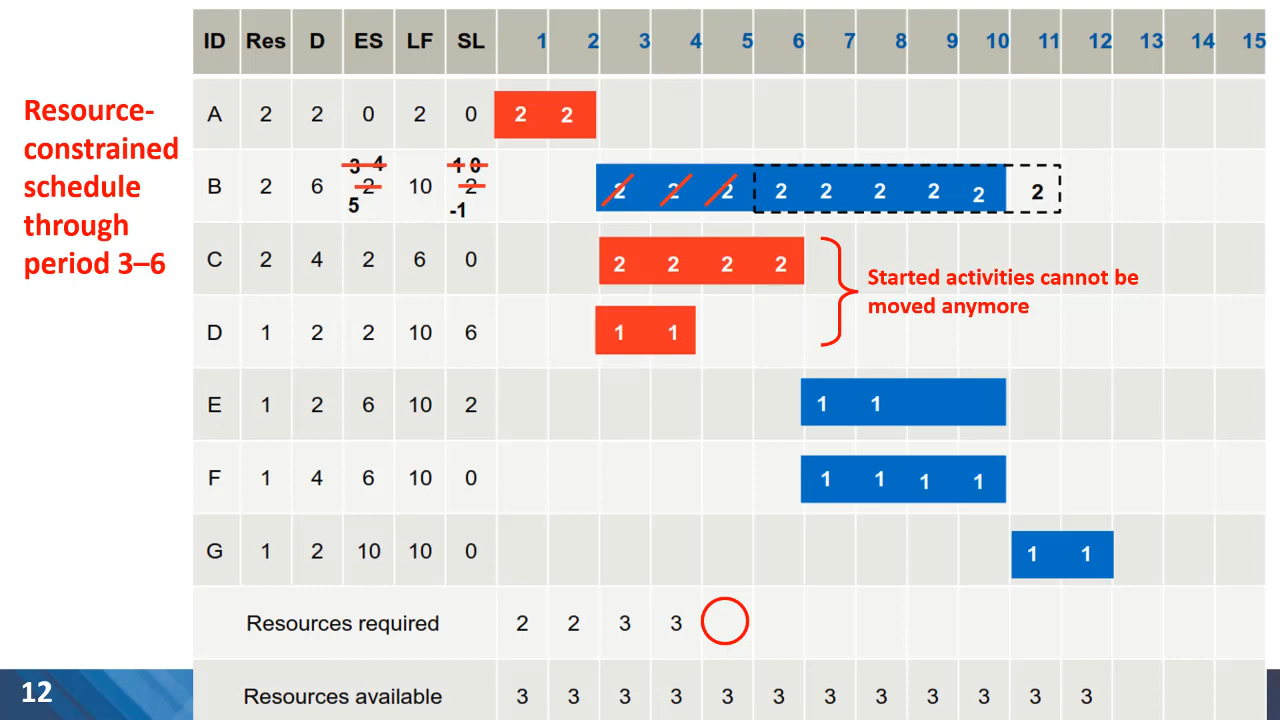 Resource-
constrained
schedule
through
period 3–6
ID Res D ES LF SL 1 2 3 4 5 6 7 8 9 10 11 12 13 14 15
A 2 2 0 2 0 2 2
3 4 1 0
B 2 6 2 10 2 2 2 2 2 2 2 2 2 2
5 -1
C 2 4 2 6 0 2 2 2 2
Started activities cannot be
moved anymore
D 1 2 2 10 6 1 1
E 1 2 6 10 2 1 1
F 1 4 6 10 0 1 1 1 1
G 1 2 10 10 0 1 1
Resources required 2 2 3 3
Resources available 3 3 3 3 3 3 3 3 3 3 3 3
12